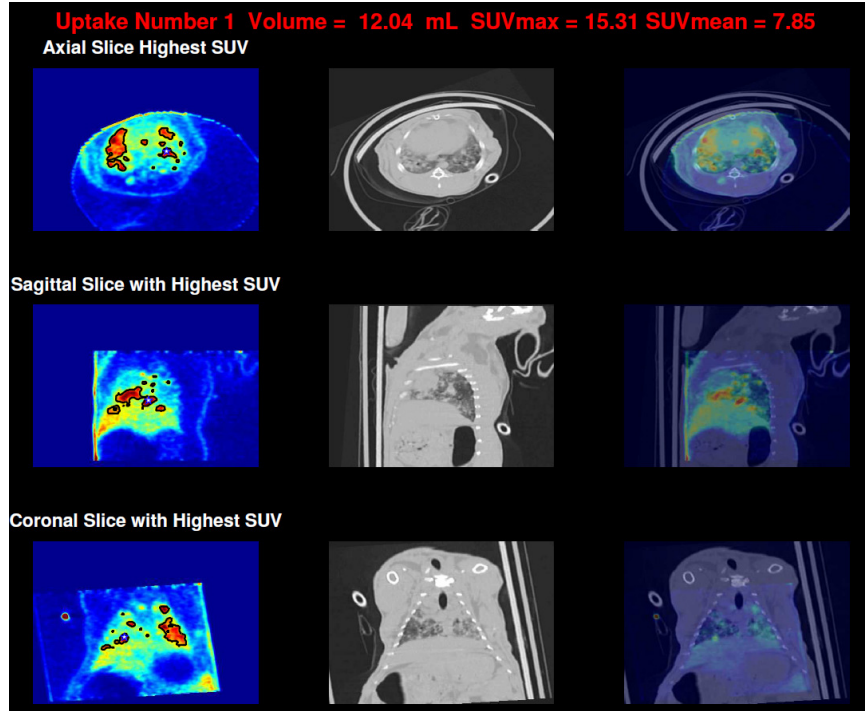 Uptake Number 1 Volume = 12.04 mL SUVmax = 15.31 SUVmean = 7.85
Axial Slice Highest SUV
Sagittal Slice with Highest SUV
Coronal Slice with Highest SUV